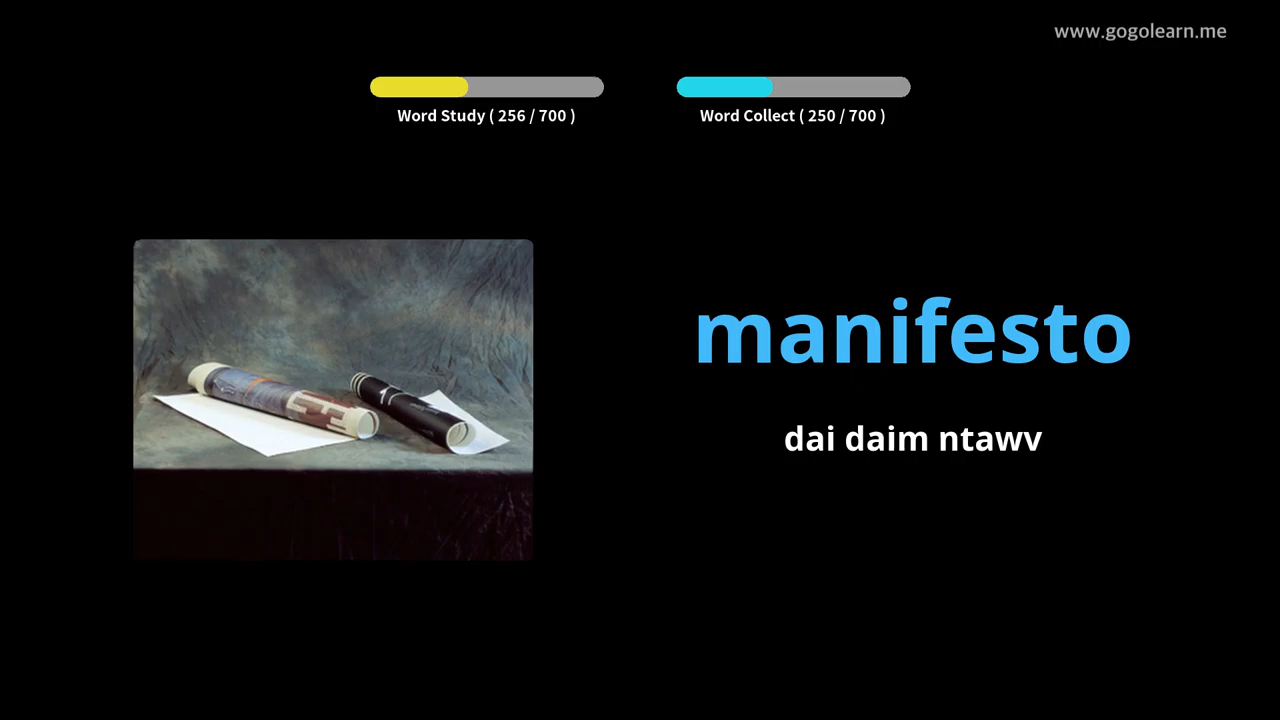 www.gogolearn.me
Word Study ( 256 / 700 )
Word Collect ( 250 / 700 )
manifesto
dai daim ntawv